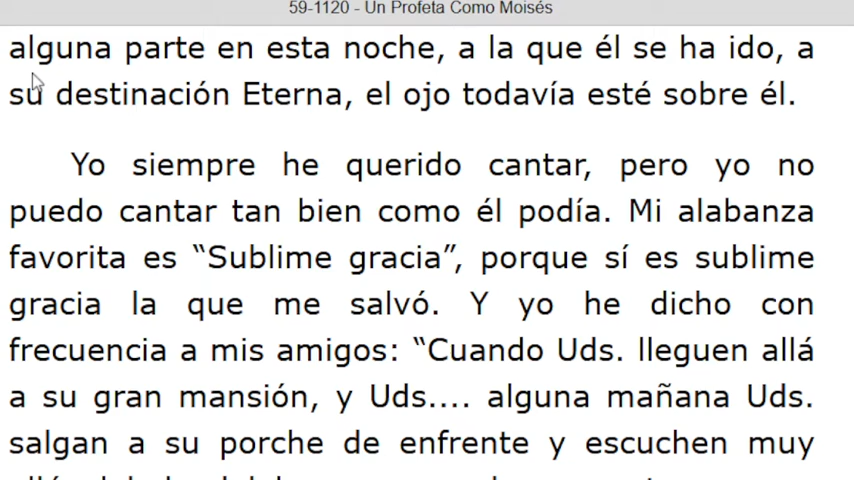 59-1120 - Un Profeta Como Moisés
alguna parte en esta noche, a la que él se ha ido, a
su destinación Eterna, el ojo todavía esté sobre él.
Yo siempre he querido cantar, pero yo no
puedo cantar tan bien como él podía. Mi alabanza
favorita es “Sublime gracia”, porque sí es sublime
gracia la que me salvó. Y yo he dicho con
frecuencia a mis amigos: “Cuando Uds. lleguen allá
a su gran mansión, y Uds.... alguna mañana Uds.
salgan a su porche de enfrente y escuchen muy